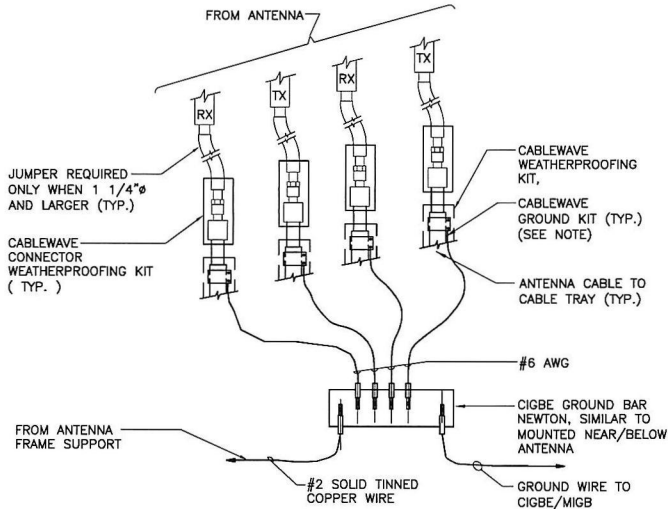 FROM ANTENNA
RX
TX
RX
TX
JUMPER REQUIRED
ONLY WHEN 1 1/4"ø
AND LARGER (TYP.)
CABLEWAVE
CONNECTOR
WEATHERPROOFING KIT
( TYP. )
CABLEWAVE
WEATHERPROOFING
KIT,
CABLEWAVE
GROUND KIT (TYP.)
(SEE NOTE)
ANTENNA CABLE TO
CABLE TRAY (TYP.)
#6 AWG
CIGBE GROUND BAR
NEWTON, SIMILAR TO
MOUNTED NEAR/BELOW
ANTENNA
FROM ANTENNA
FRAME SUPPORT
#2 SOLID TINNED
COPPER WIRE
GROUND WIRE TO
CIGBE/MIGB